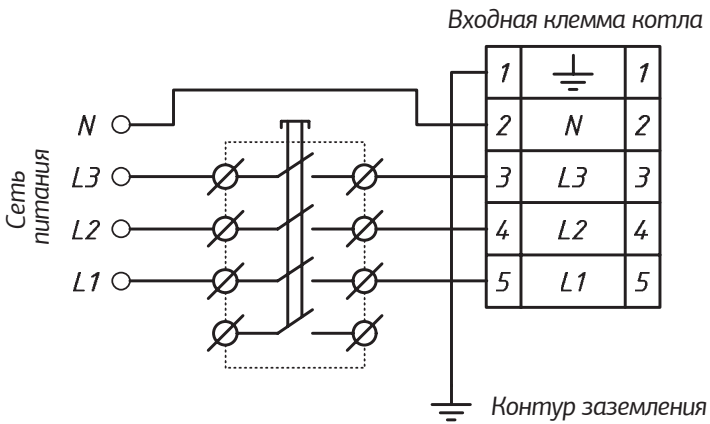 Входная клемма котла
1 1
N 2 N 2
L3 3 L3 3
L2 4 L2 4
L1 5 L1 5
Сеть
питания
Контур заземления